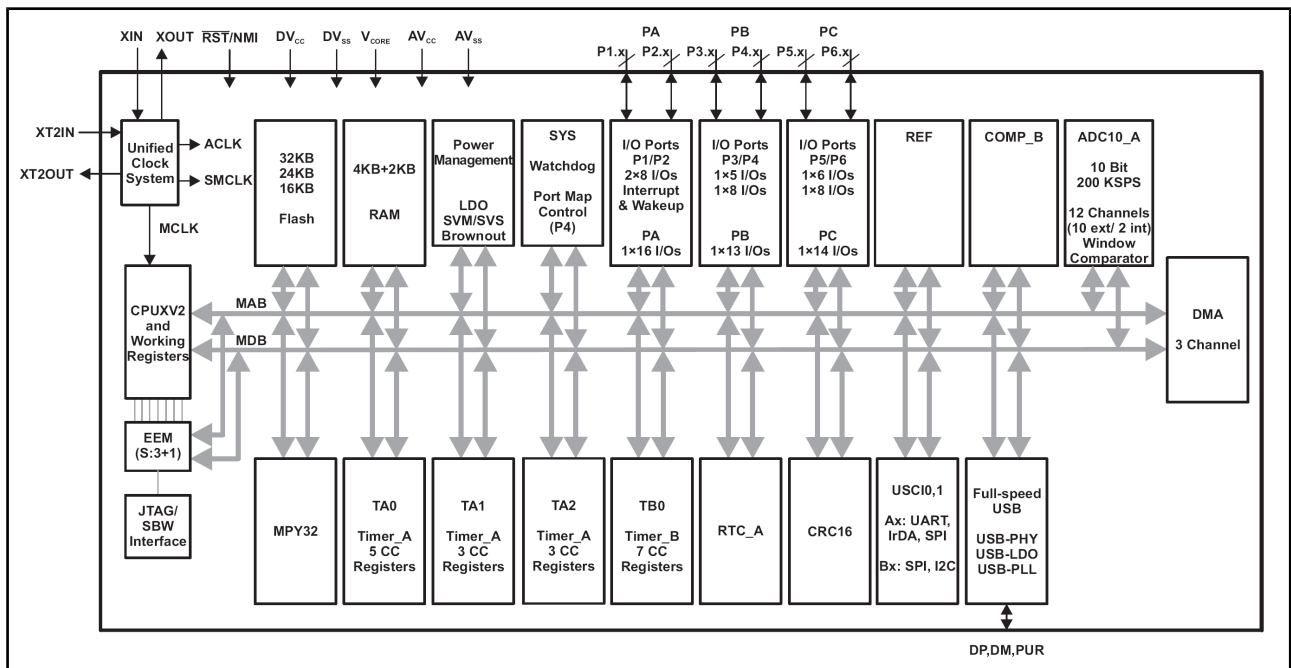 XIN XOUT RST/NMI DVCC DVSS VCORE AVCC AVSS PA PB PC
P1.x P2.x P3.x P4.x P5.x P6.x
XT2IN
XT2OUT
Unified
Clock
System
ACLK
SMCLK
MCLK
32KB
24KB
16KB
Flash
4KB+2KB
RAM
Power
Management
LDO
SVM/SVS
Brownout
SYS
Watchdog
Port Map
Control
(P4)
I/O Ports
P1/P2
2×8 I/Os
Interrupt
& Wakeup
PA
1×16 I/Os
I/O Ports
P3/P4
1×5 I/Os
1×8 I/Os
PB
1×13 I/Os
I/O Ports
P5/P6
1×6 I/Os
1×8 I/Os
PC
1×14 I/Os
REF
COMP_B
ADC10_A
10 Bit
200 KSPS
12 Channels
(10 ext/ 2 int)
Window
Comparator
CPUXV2
and
Working
Registers
MAB
MDB
DMA
3 Channel
EEM
(S:3+1)
JTAG/
SBW
Interface
MPY32
TA0
Timer_A
5 CC
Registers
TA1
Timer_A
3 CC
Registers
TA2
Timer_A
3 CC
Registers
TB0
Timer_B
7 CC
Registers
RTC_A
CRC16
USCI0,1
Ax: UART,
IrDA, SPI
Bx: SPI, I2C
Full-speed
USB
USB-PHY
USB-LDO
USB-PLL
DP,DM,PUR